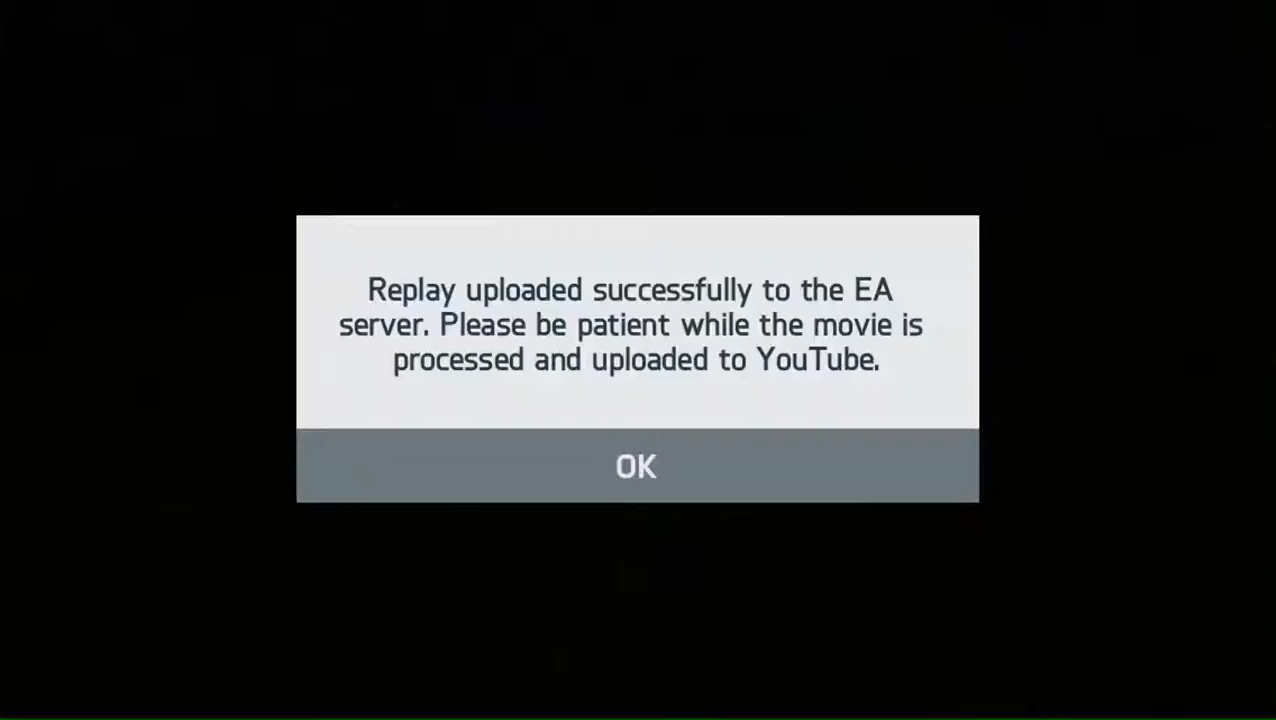 Replay uploaded successfully to the EA
server. Please be patient while the movie is
processed and uploaded to YouTube.
OK